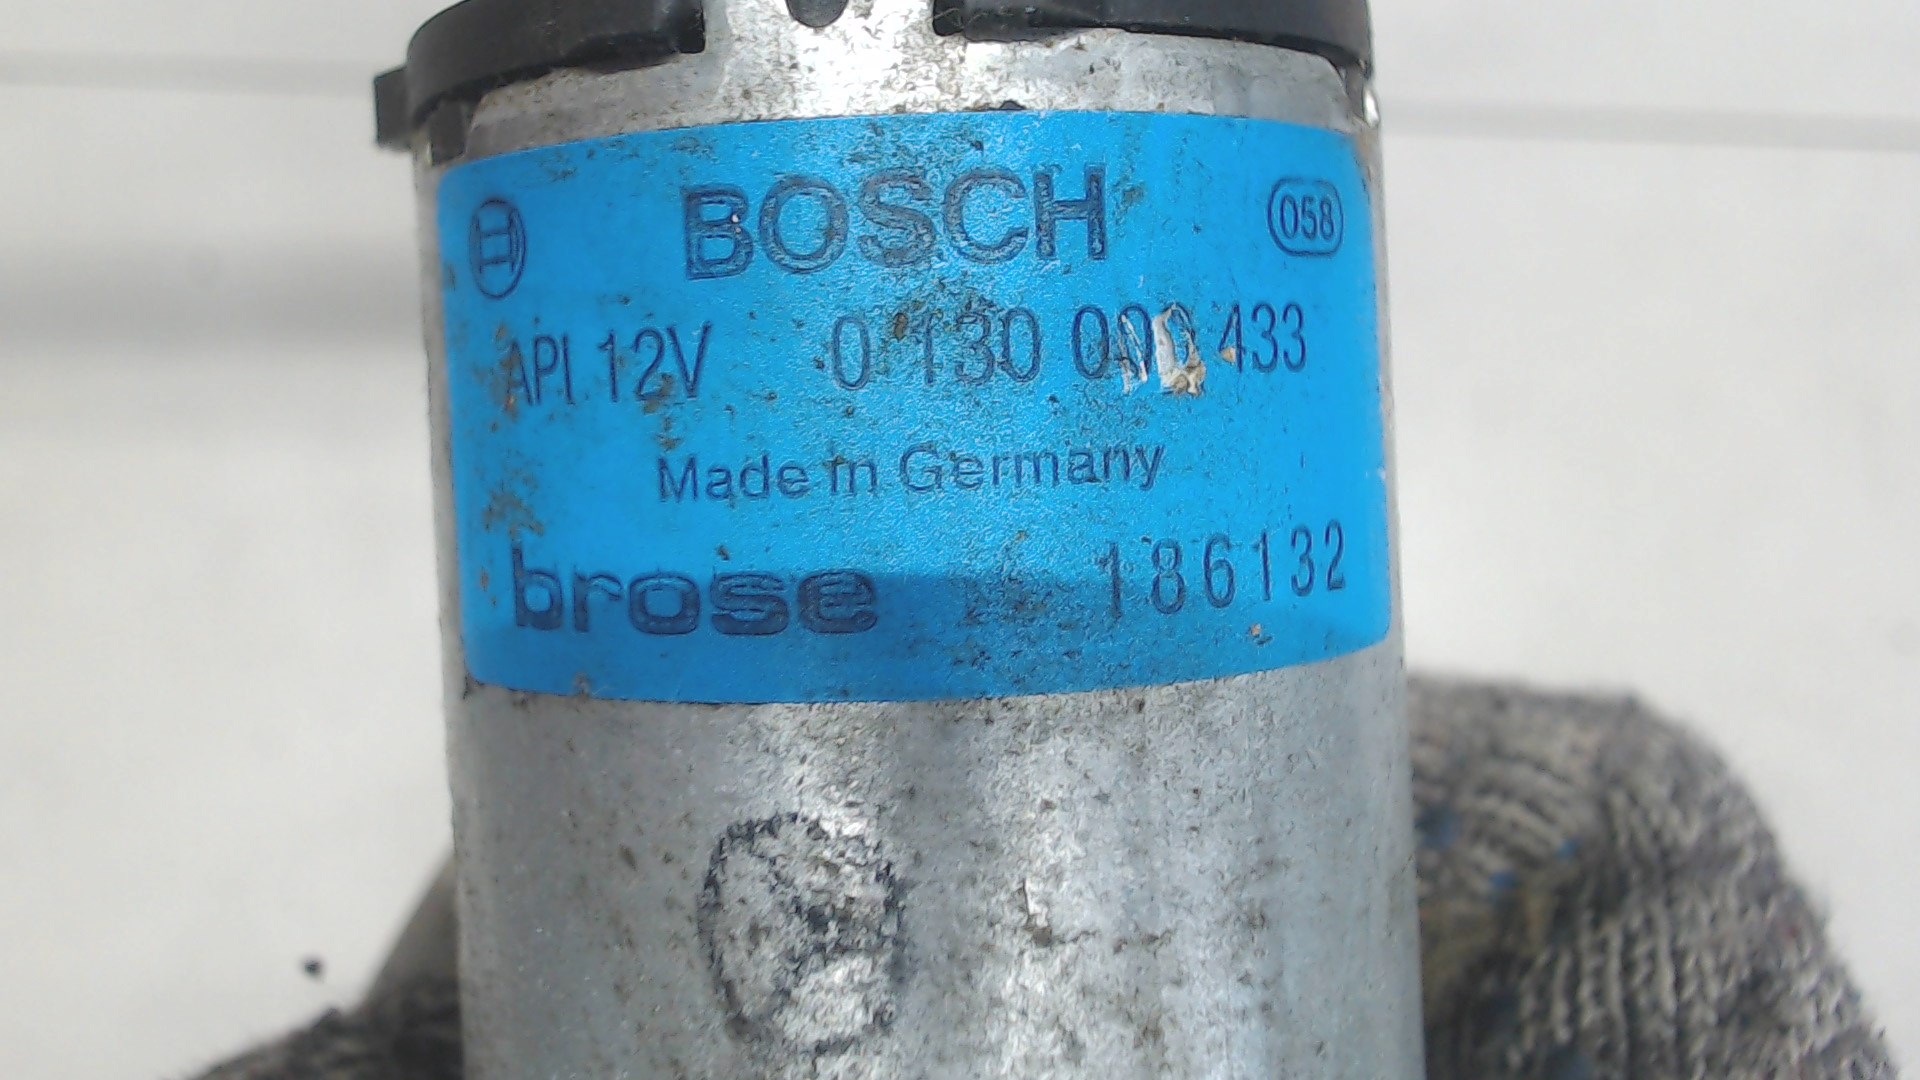 BOSCH 058
API 12V 0 130 000 433
Made in Germany
brose 186132